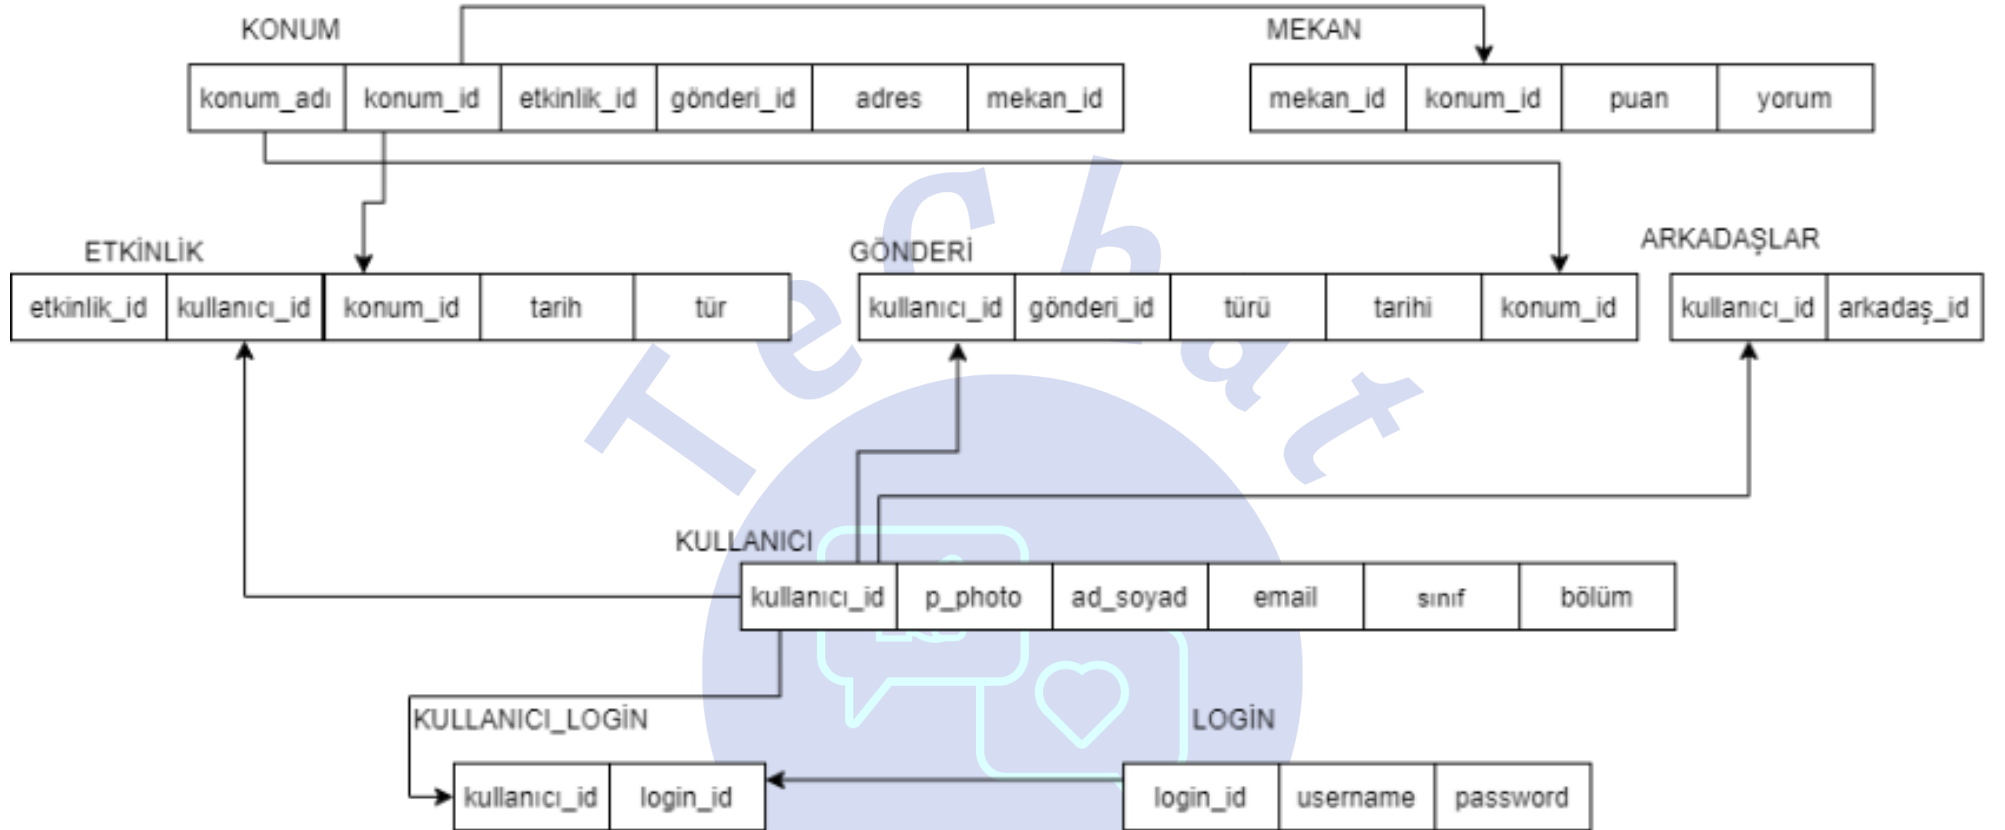 KONUM
MEKAN
konum_adı konum_id etkinlik_id gönderi_id adres mekan_id
mekan_id konum_id puan yorum
TeChat
ETKİNLİK
GÖNDERİ
ARKADAŞLAR
etkinlik_id kullanıcı_id konum_id tarih tür
kullanıcı_id gönderi_id türü tarihi konum_id
kullanıcı_id arkadaş_id
KULLANICI
kullanıcı_id p_photo ad_soyad email sınıf bölüm
KULLANICI_LOGİN
LOGİN
kullanıcı_id login_id
login_id username password